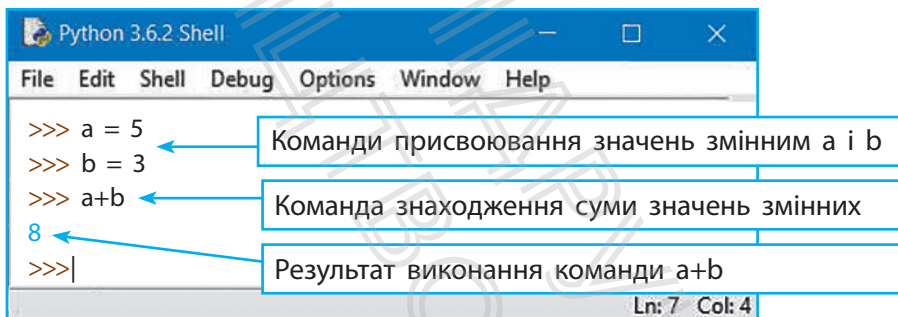 Python 3.6.2 Shell
File Edit Shell Debug Options Window Help
>>> a = 5
>>> b = 3
>>> a+b
8
>>>
Команди присвоювання значень змінним a і b
Команда знаходження суми значень змінних
Результат виконання команди a+b
Ln: 7 Col: 4